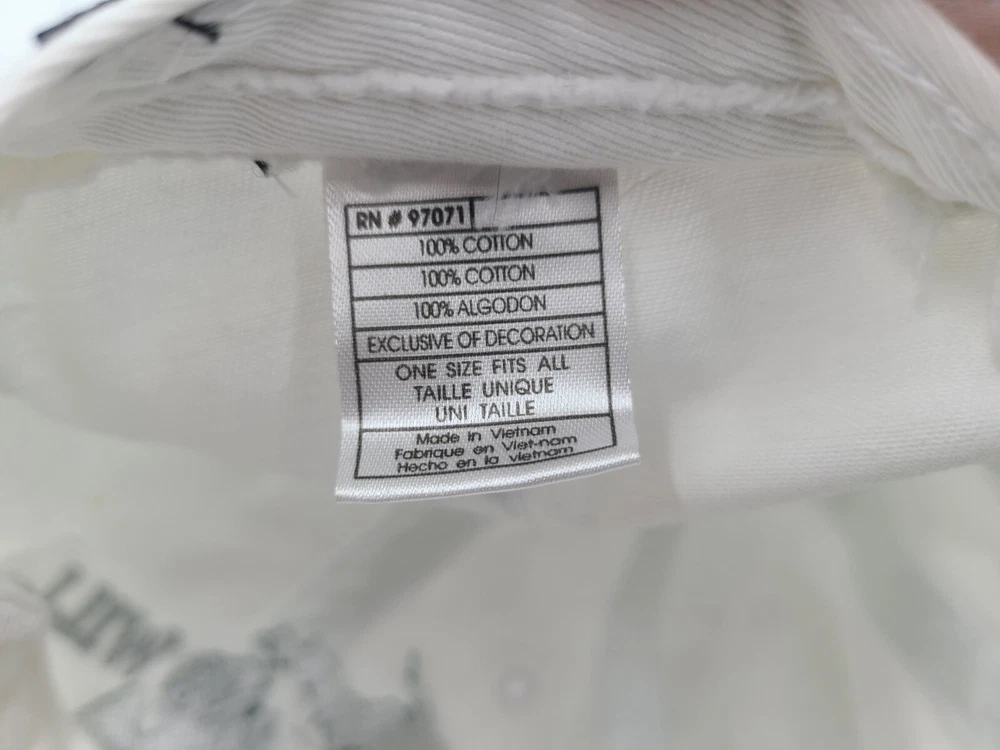 RN # 97071
100% COTTON
100% COTTON
100% ALGODON
EXCLUSIVE OF DECORATION
ONE SIZE FITS ALL
TAILLE UNIQUE
UNI TAILLE
Made in Vietnam
Fabrique en Viet-nam
Hecho en la vietnam